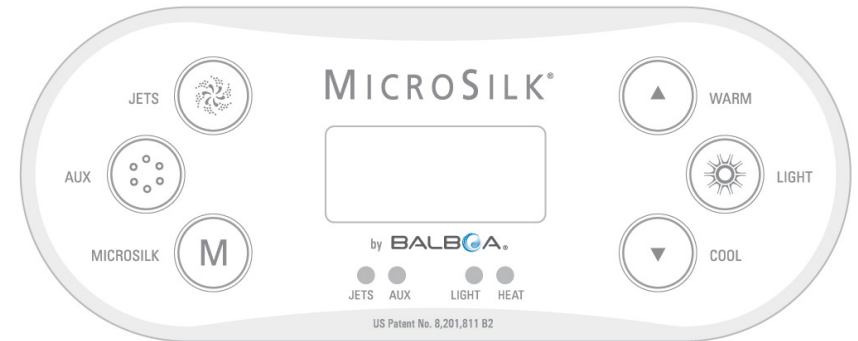 MICROSILK®
JETS
AUX
MICROSILK
M
WARM
LIGHT
COOL
by BALBOA®
JETS AUX LIGHT HEAT
US Patent No. 8,201,811 B2